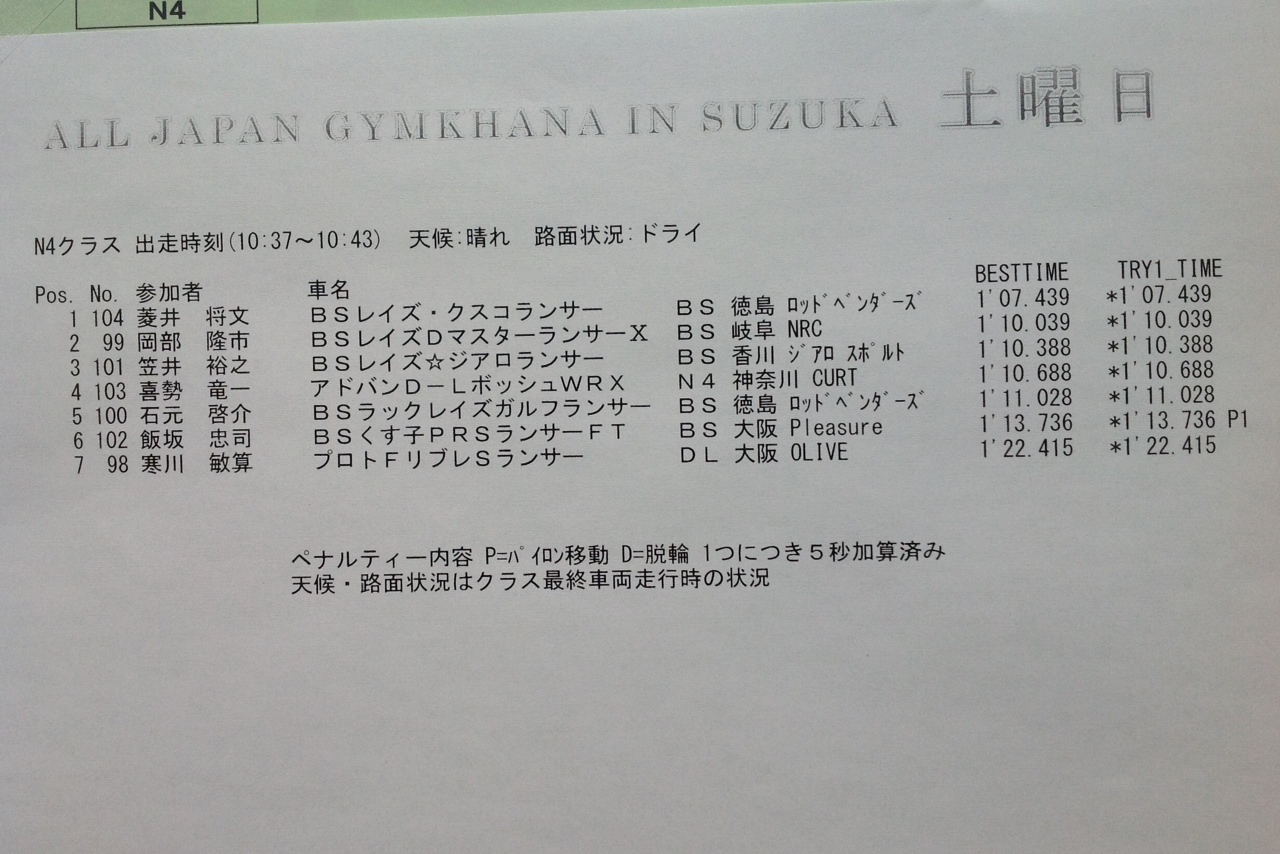 N4
ALL JAPAN GYMKHANA IN SUZUKA 土曜日
N4クラス 出走時刻(10:37～10:43) 天候:晴れ 路面状況:ドライ
Pos. No. 参加者 車名 BESTTIME TRY1_TIME
1 104 菱井 将文 ＢＳレイズ・クスコランサー ＢＳ 徳島 ﾛｯﾄﾞﾍﾞﾝﾀﾞｰｽﾞ 1'07.439 *1'07.439
2 99 岡部 隆市 ＢＳレイズＤマスターランサーＸ ＢＳ 岐阜 NRC 1'10.039 *1'10.039
3 101 笠井 裕之 ＢＳレイズ☆ジアロランサー ＢＳ 香川 ｼﾞｱﾛ ｽﾎﾟﾙﾄ 1'10.388 *1'10.388
4 103 喜勢 竜一 アドバンＤ－ＬボッシュＷＲＸ Ｎ４ 神奈川 CURT 1'10.688 *1'10.688
5 100 石元 啓介 ＢＳラックレイズガルフランサー ＢＳ 徳島 ﾛｯﾄﾞﾍﾞﾝﾀﾞｰｽﾞ 1'11.028 *1'11.028
6 102 飯坂 忠司 ＢＳくす子ＰＲＳランサーＦＴ ＢＳ 大阪 Pleasure 1'13.736 *1'13.736 P1
7 98 寒川 敏算 プロトＦリブレＳランサー ＤＬ 大阪 OLIVE 1'22.415 *1'22.415
ペナルティー内容 P=ﾊﾟｲﾛﾝ移動 D=脱輪 1つにつき５秒加算済み
天候・路面状況はクラス最終車両走行時の状況